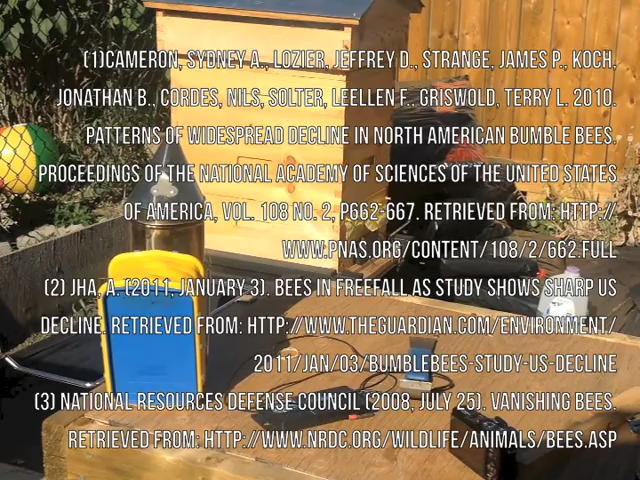 (1)CAMERON, SYDNEY A., LOZIER, JEFFREY D., STRANGE, JAMES P., KOCH,
JONATHAN B., CORDES, NILS, SOLTER, LEELLEN F.. GRISWOLD, TERRY L. 2010.
PATTERNS OF WIDESPREAD DECLINE IN NORTH AMERICAN BUMBLE BEES.
PROCEEDINGS OF THE NATIONAL ACADEMY OF SCIENCES OF THE UNITED STATES
OF AMERICA, VOL. 108 NO. 2, P662-667. RETRIEVED FROM: HTTP://
WWW.PNAS.ORG/CONTENT/108/2/662.FULL
(2) JHA, A. (2011, JANUARY 3). BEES IN FREEFALL AS STUDY SHOWS SHARP US
DECLINE. RETRIEVED FROM: HTTP://WWW.THEGUARDIAN.COM/ENVIRONMENT/
2011/JAN/03/BUMBLEBEES-STUDY-US-DECLINE
(3) NATIONAL RESOURCES DEFENSE COUNCIL (2008, JULY 25). VANISHING BEES.
RETRIEVED FROM: HTTP://WWW.NRDC.ORG/WILDLIFE/ANIMALS/BEES.ASP